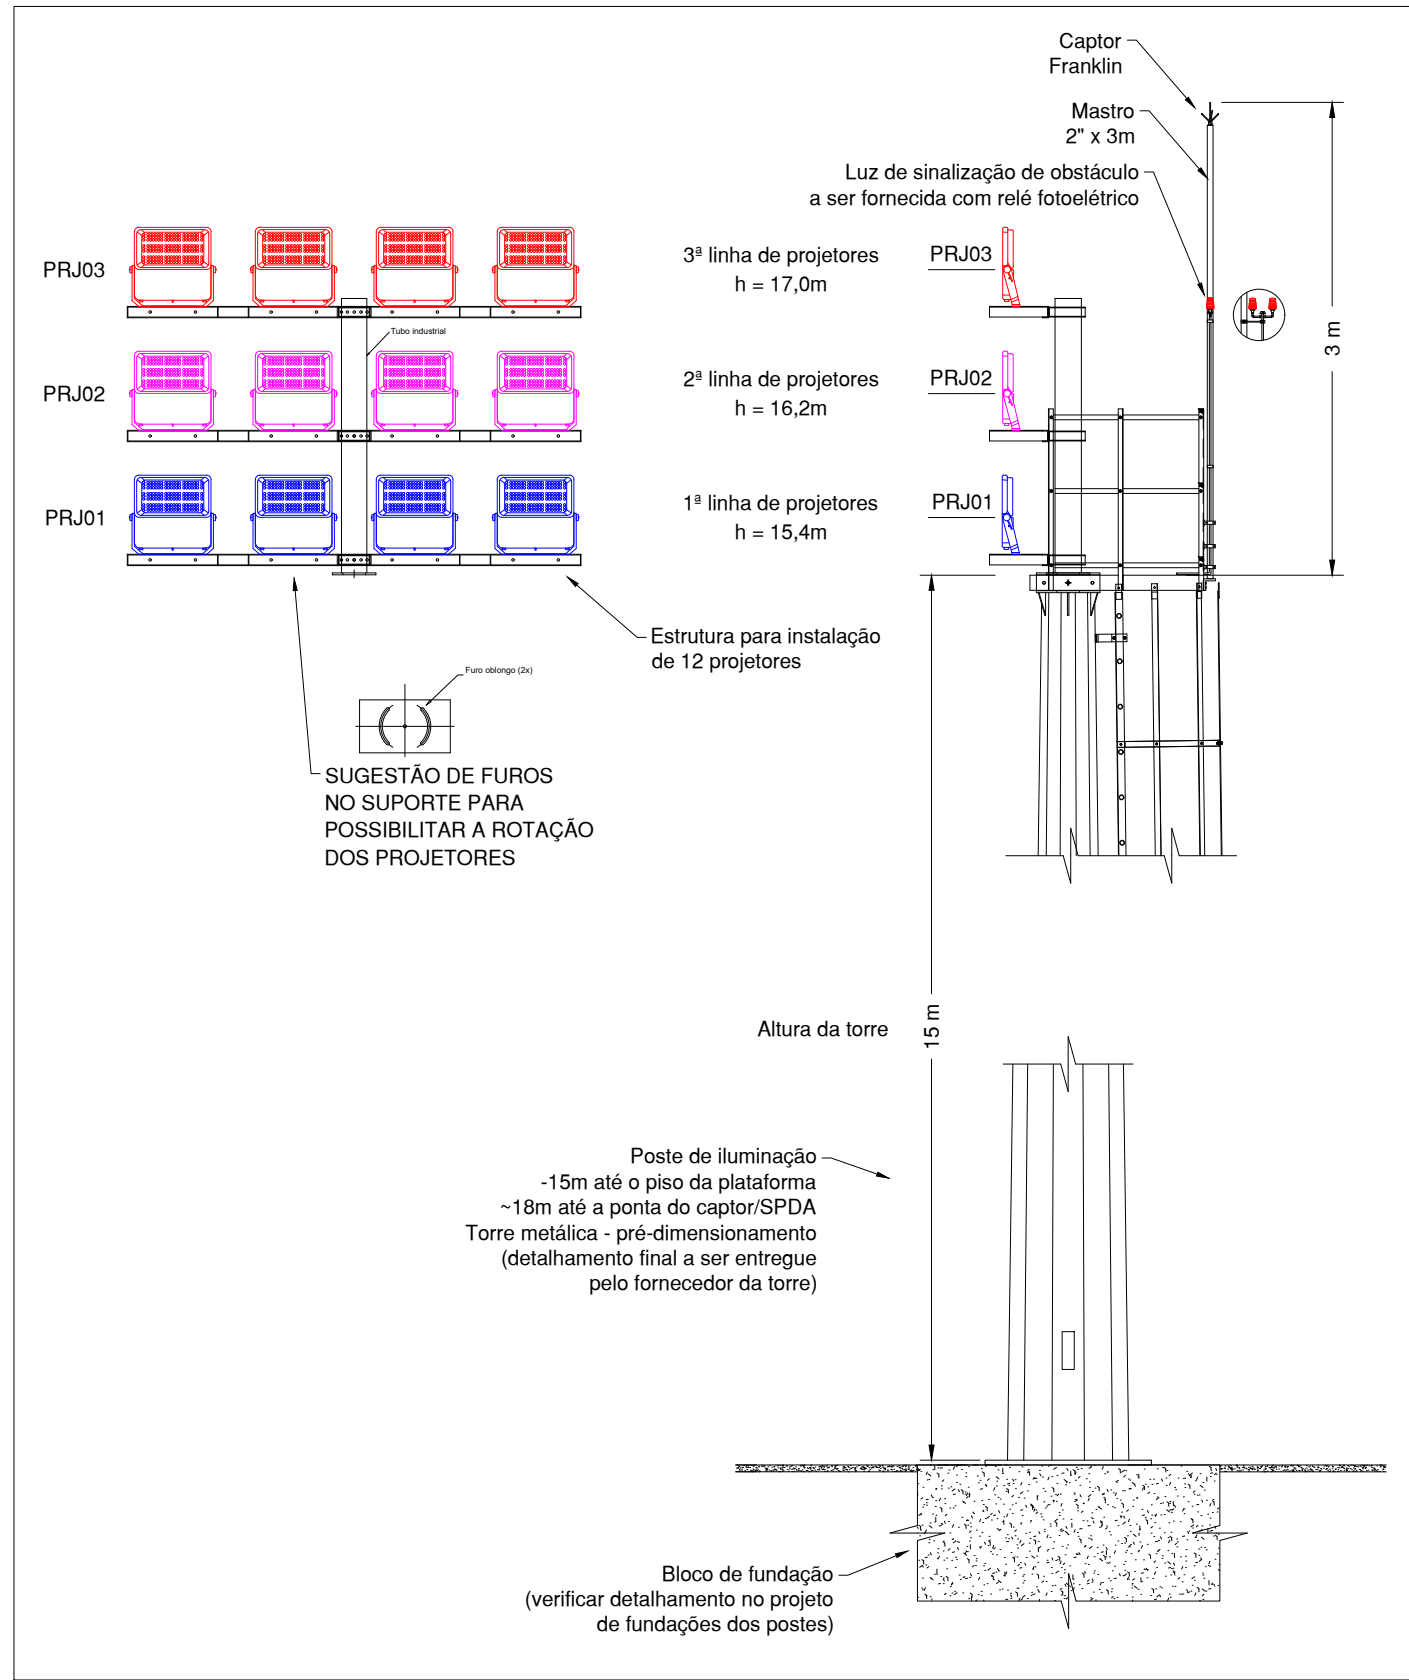 Captor
Franklin
Mastro
2" x 3m
Luz de sinalização de obstáculo
a ser fornecida com relé fotoelétrico
PRJ03
3ª linha de projetores
h = 17,0m
PRJ03
Tubo industrial
3 m
PRJ02
2ª linha de projetores
h = 16,2m
PRJ02
PRJ01
1ª linha de projetores
h = 15,4m
PRJ01
Estrutura para instalação
de 12 projetores
Furo oblongo (2x)
SUGESTÃO DE FUROS
NO SUPORTE PARA
POSSIBILITAR A ROTAÇÃO
DOS PROJETORES
Altura da torre
15 m
Poste de iluminação
-15m até o piso da plataforma
~18m até a ponta do captor/SPDA
Torre metálica - pré-dimensionamento
(detalhamento final a ser entregue
pelo fornecedor da torre)
Bloco de fundação
(verificar detalhamento no projeto
de fundações dos postes)